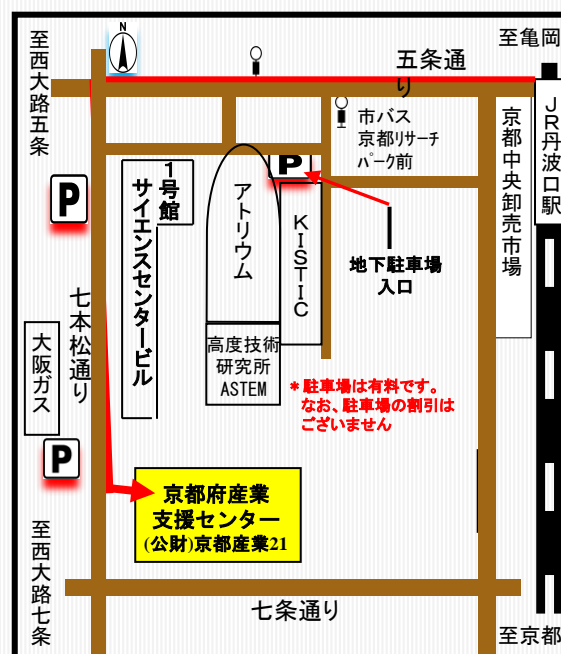 N
至亀岡
至西大路五条
五条通り
市バス
京都リサーチ
パーク前
京都中央卸売市場
JR丹波口駅
P
P
1号館
サイエンスセンタービル
アトリウム
KISTIC
地下駐車場
入口
七本松通り
大阪ガス
高度技術
研究所
ASTEM
*駐車場は有料です。
なお、駐車場の割引は
ございません
P
京都府産業
支援センター
(公財)京都産業21
至西大路七条
七条通り
至京都